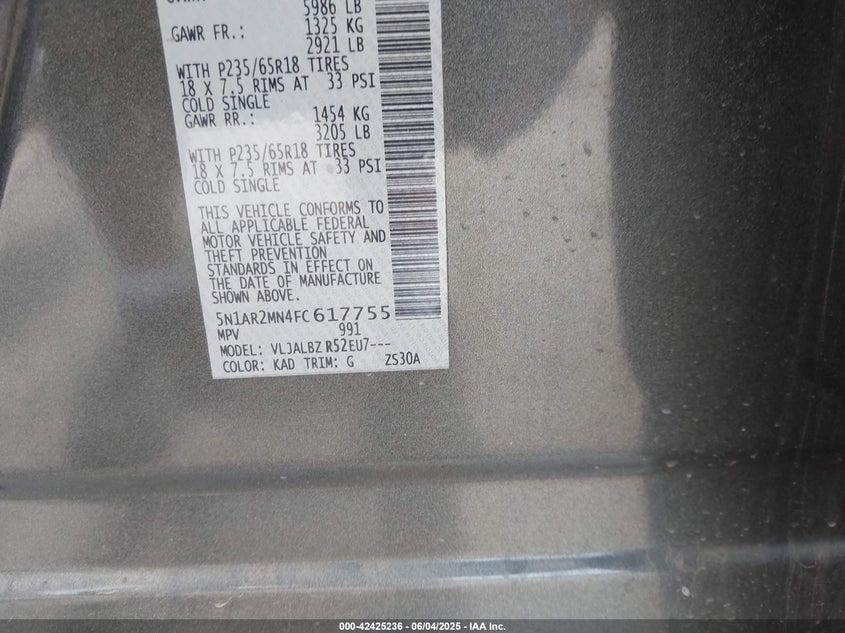 5986 LB
GAWR FR.: 1325 KG
2921 LB
WITH P235/65R18 TIRES
18 X 7.5 RIMS AT 33 PSI
COLD SINGLE
GAWR RR.: 1454 KG
3205 LB
WITH P235/65R18 TIRES
18 X 7.5 RIMS AT 33 PSI
COLD SINGLE
THIS VEHICLE CONFORMS TO
ALL APPLICABLE FEDERAL
MOTOR VEHICLE SAFETY AND
THEFT PREVENTION
STANDARDS IN EFFECT ON
THE DATE OF MANUFACTURE
SHOWN ABOVE.
5N1AR2MN4FC617755
MPV 991
MODEL: VLJALBZ R52EU7---
COLOR: KAD TRIM: G ZS30A
000-42425236 - 06/04/2025 - IAA Inc.